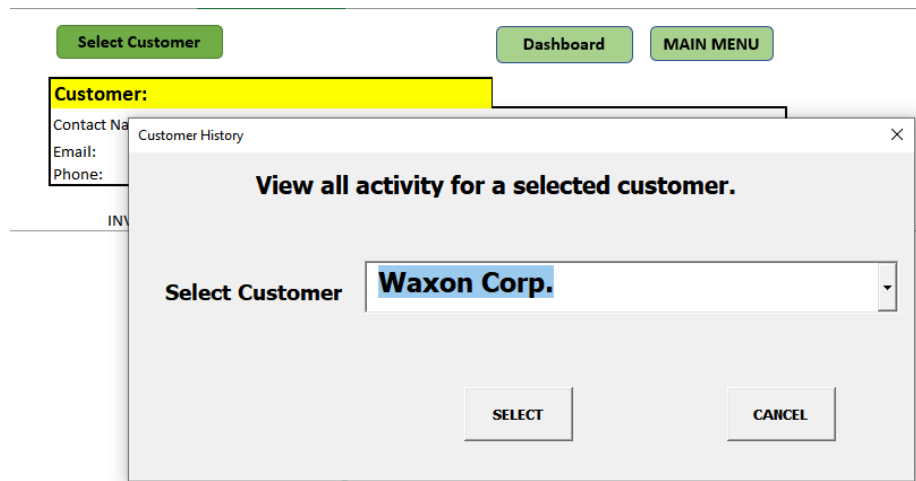 Select Customer
Dashboard
MAIN MENU
Customer:
Contact Na
Email:
Phone:
INV
Customer History
View all activity for a selected customer.
Select Customer
Waxon Corp.
SELECT
CANCEL